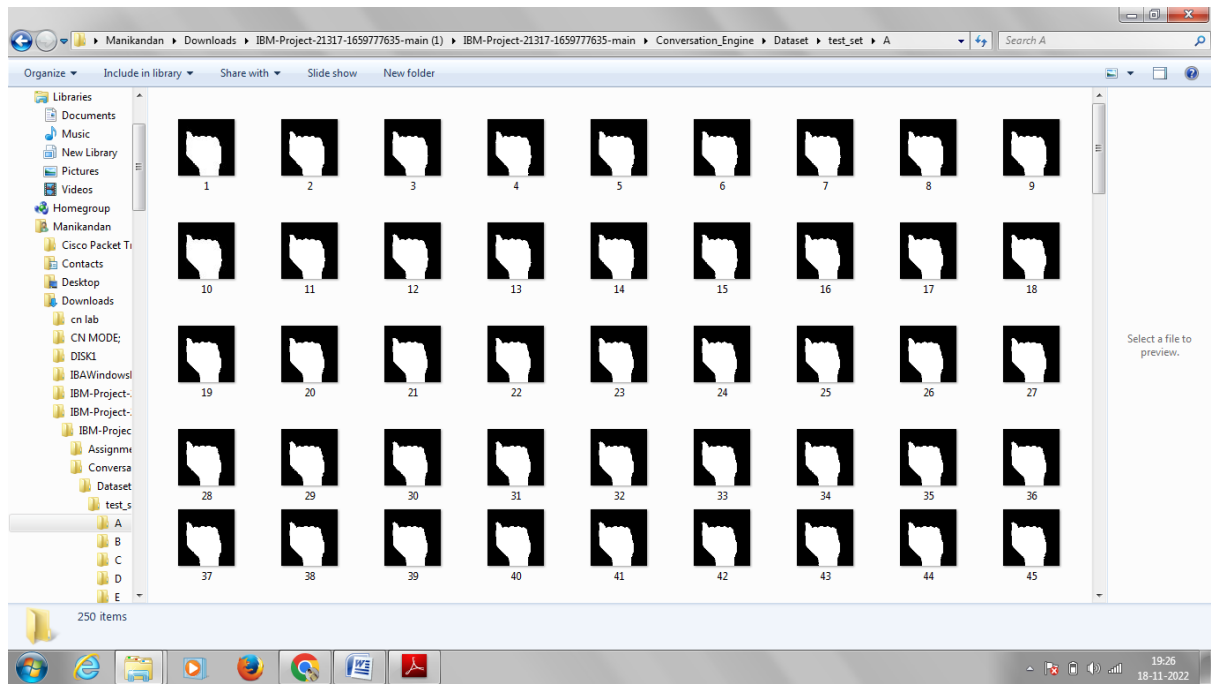 Manikandan ▸ Downloads ▸ IBM-Project-21317-1659777635-main (1) ▸ IBM-Project-21317-1659777635-main ▸ Conversation_Engine ▸ Dataset ▸ test_set ▸ A
Search A
Organize Include in library Share with Slide show New folder
Libraries
Documents
Music
New Library
Pictures
Videos
Homegroup
Manikandan
Cisco Packet Tr
Contacts
Desktop
Downloads
cn lab
CN MODE;
DISK1
IBAWindowsI
IBM-Project-
IBM-Project-
IBM-Projec
Assignme
Conversa
Dataset
test_s
A
B
C
D
E
1 2 3 4 5 6 7 8 9
10 11 12 13 14 15 16 17 18
19 20 21 22 23 24 25 26 27
28 29 30 31 32 33 34 35 36
37 38 39 40 41 42 43 44 45
Select a file to
preview.
250 items
19:26
18-11-2022